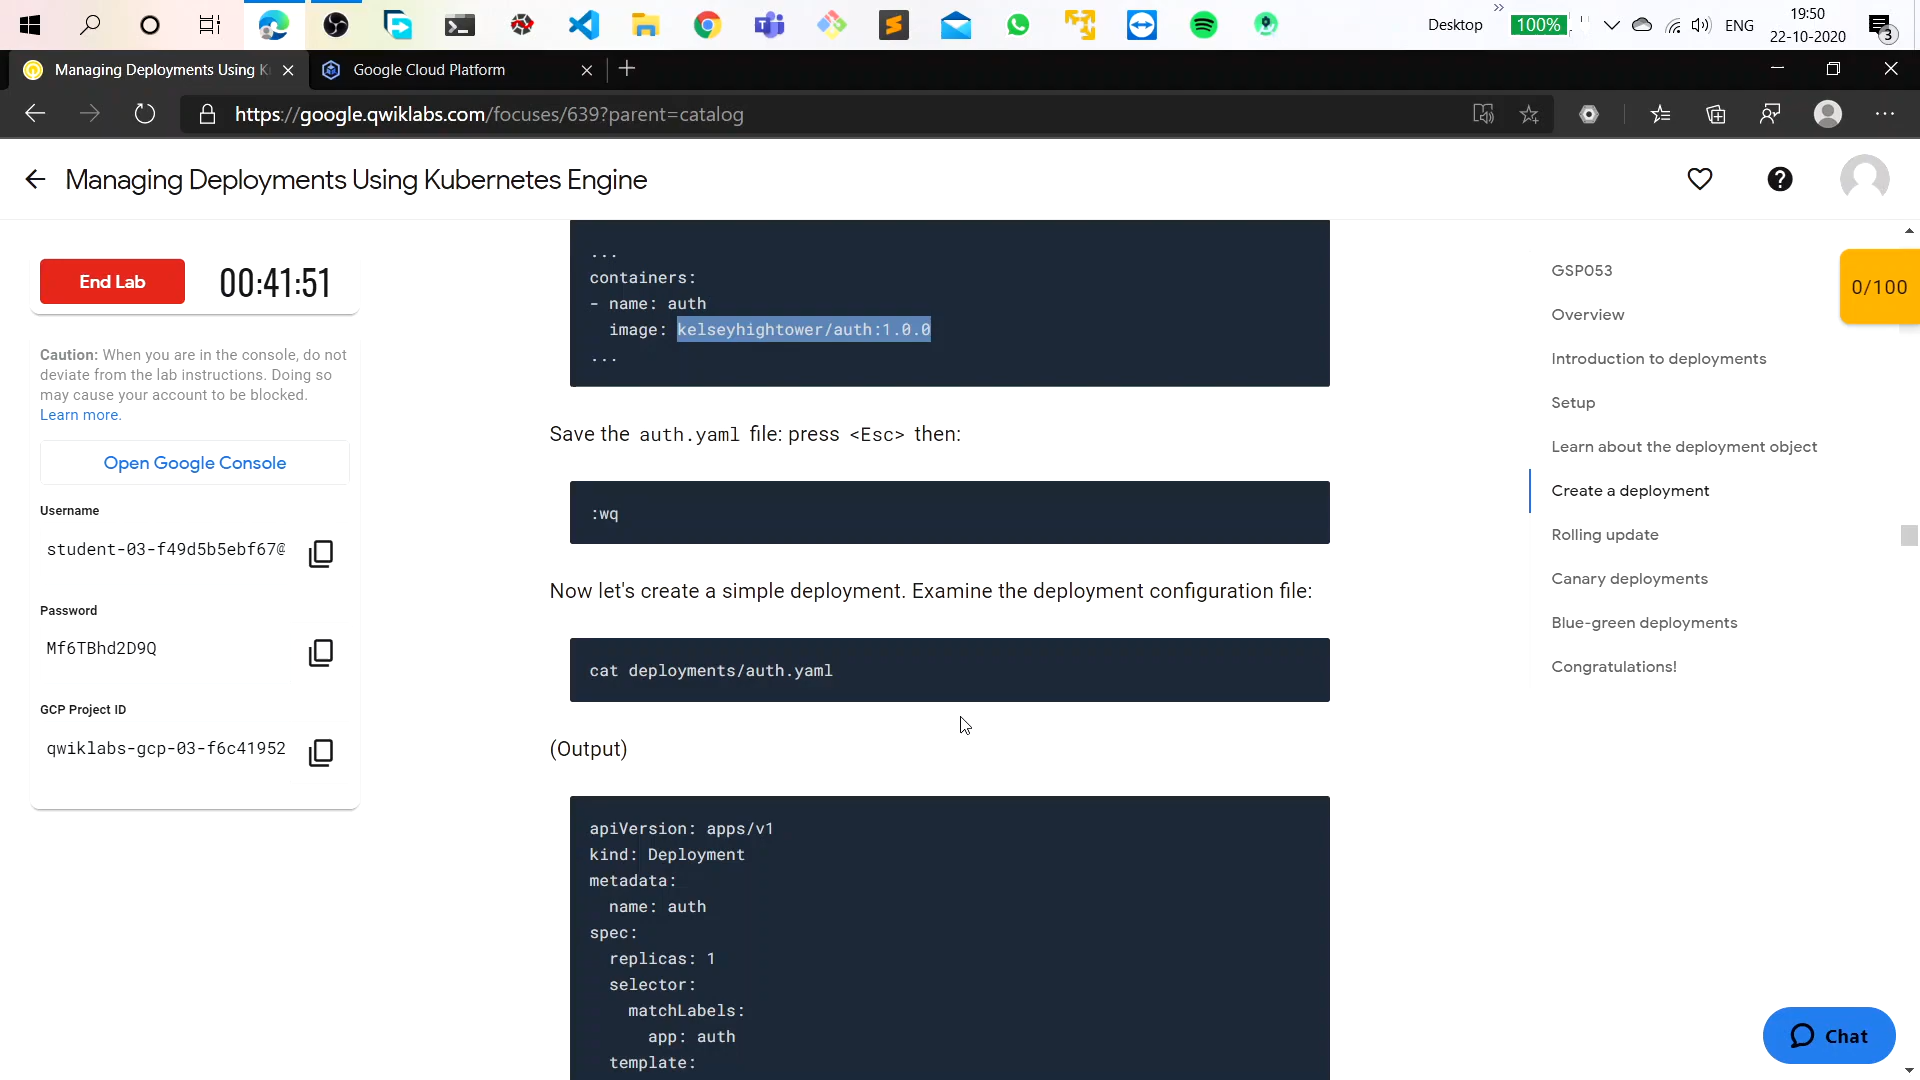 Desktop
100%
ENG
19:50
22-10-2020
3
Managing Deployments Using K
Google Cloud Platform
https://google.qwiklabs.com/focuses/639?parent=catalog
Managing Deployments Using Kubernetes Engine
End Lab
00:41:51
Caution: When you are in the console, do not
deviate from the lab instructions. Doing so
may cause your account to be blocked.
Learn more.
Open Google Console
Username
student-03-f49d5b5ebf67@
Password
Mf6TBhd2D9Q
GCP Project ID
qwiklabs-gcp-03-f6c41952
...
containers:
- name: auth
image: kelseyhightower/auth:1.0.0
...
Save the auth.yaml file: press <Esc> then:
:wq
Now let's create a simple deployment. Examine the deployment configuration file:
cat deployments/auth.yaml
(Output)
apiVersion: apps/v1
kind: Deployment
metadata:
name: auth
spec:
replicas: 1
selector:
matchLabels:
app: auth
template:
GSP053
Overview
Introduction to deployments
Setup
Learn about the deployment object
Create a deployment
Rolling update
Canary deployments
Blue-green deployments
Congratulations!
0/100
Chat